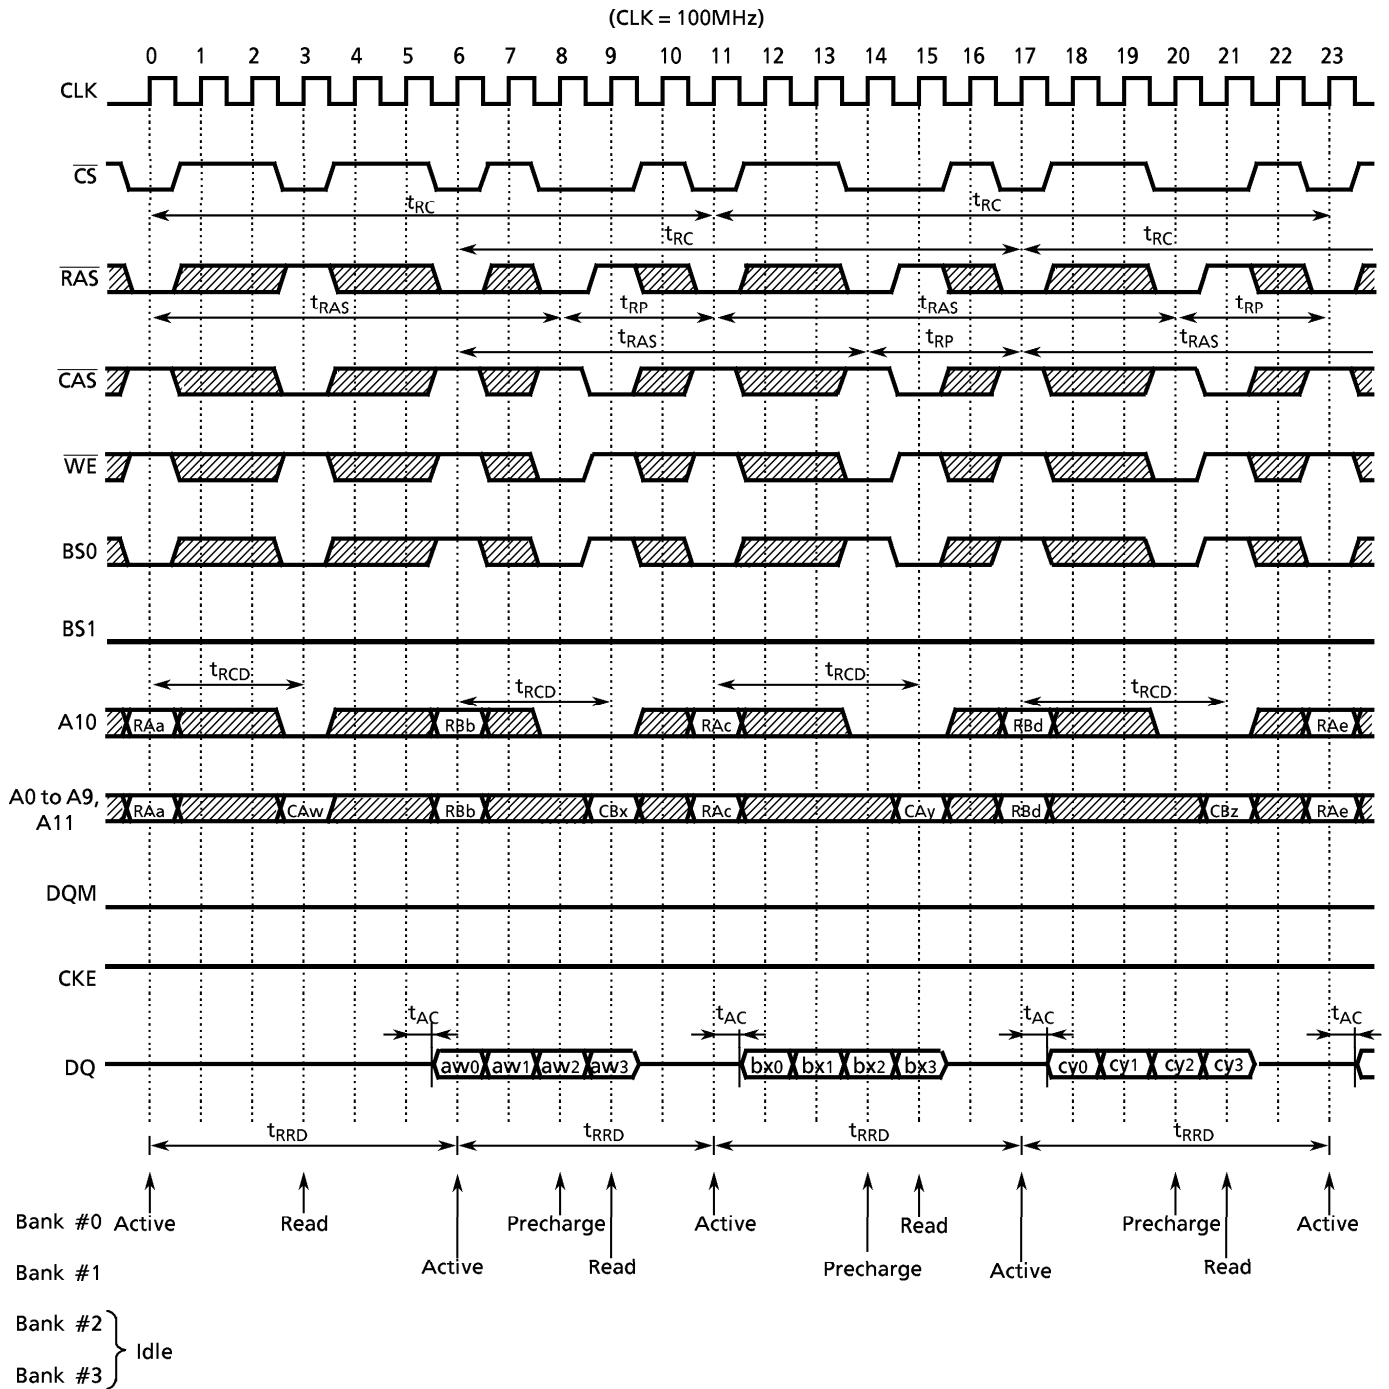 (CLK = 100MHz)
0 1 2 3 4 5 6 7 8 9 10 11 12 13 14 15 16 17 18 19 20 21 22 23
CLK
CS
tRC tRC
tRC tRC
RAS
tRAS tRP tRAS tRP
tRAS tRP tRAS
CAS
WE
BS0
BS1
tRCD tRCD
tRCD tRCD
A10 RAa RBb RAc RBd RAe
A0 to A9,
A11
RAa CAw RBb CBx RAc CAy RBd CBz RAe
DQM
CKE
tAC tAC tAC tAC
DQ aw0 aw1 aw2 aw3 bx0 bx1 bx2 bx3 cy0 cy1 cy2 cy3
tRRD tRRD tRRD tRRD
Bank #0 Active Read Precharge Active Read Precharge Active
Bank #1 Active Read Precharge Active Read
Bank #2
Idle
Bank #3